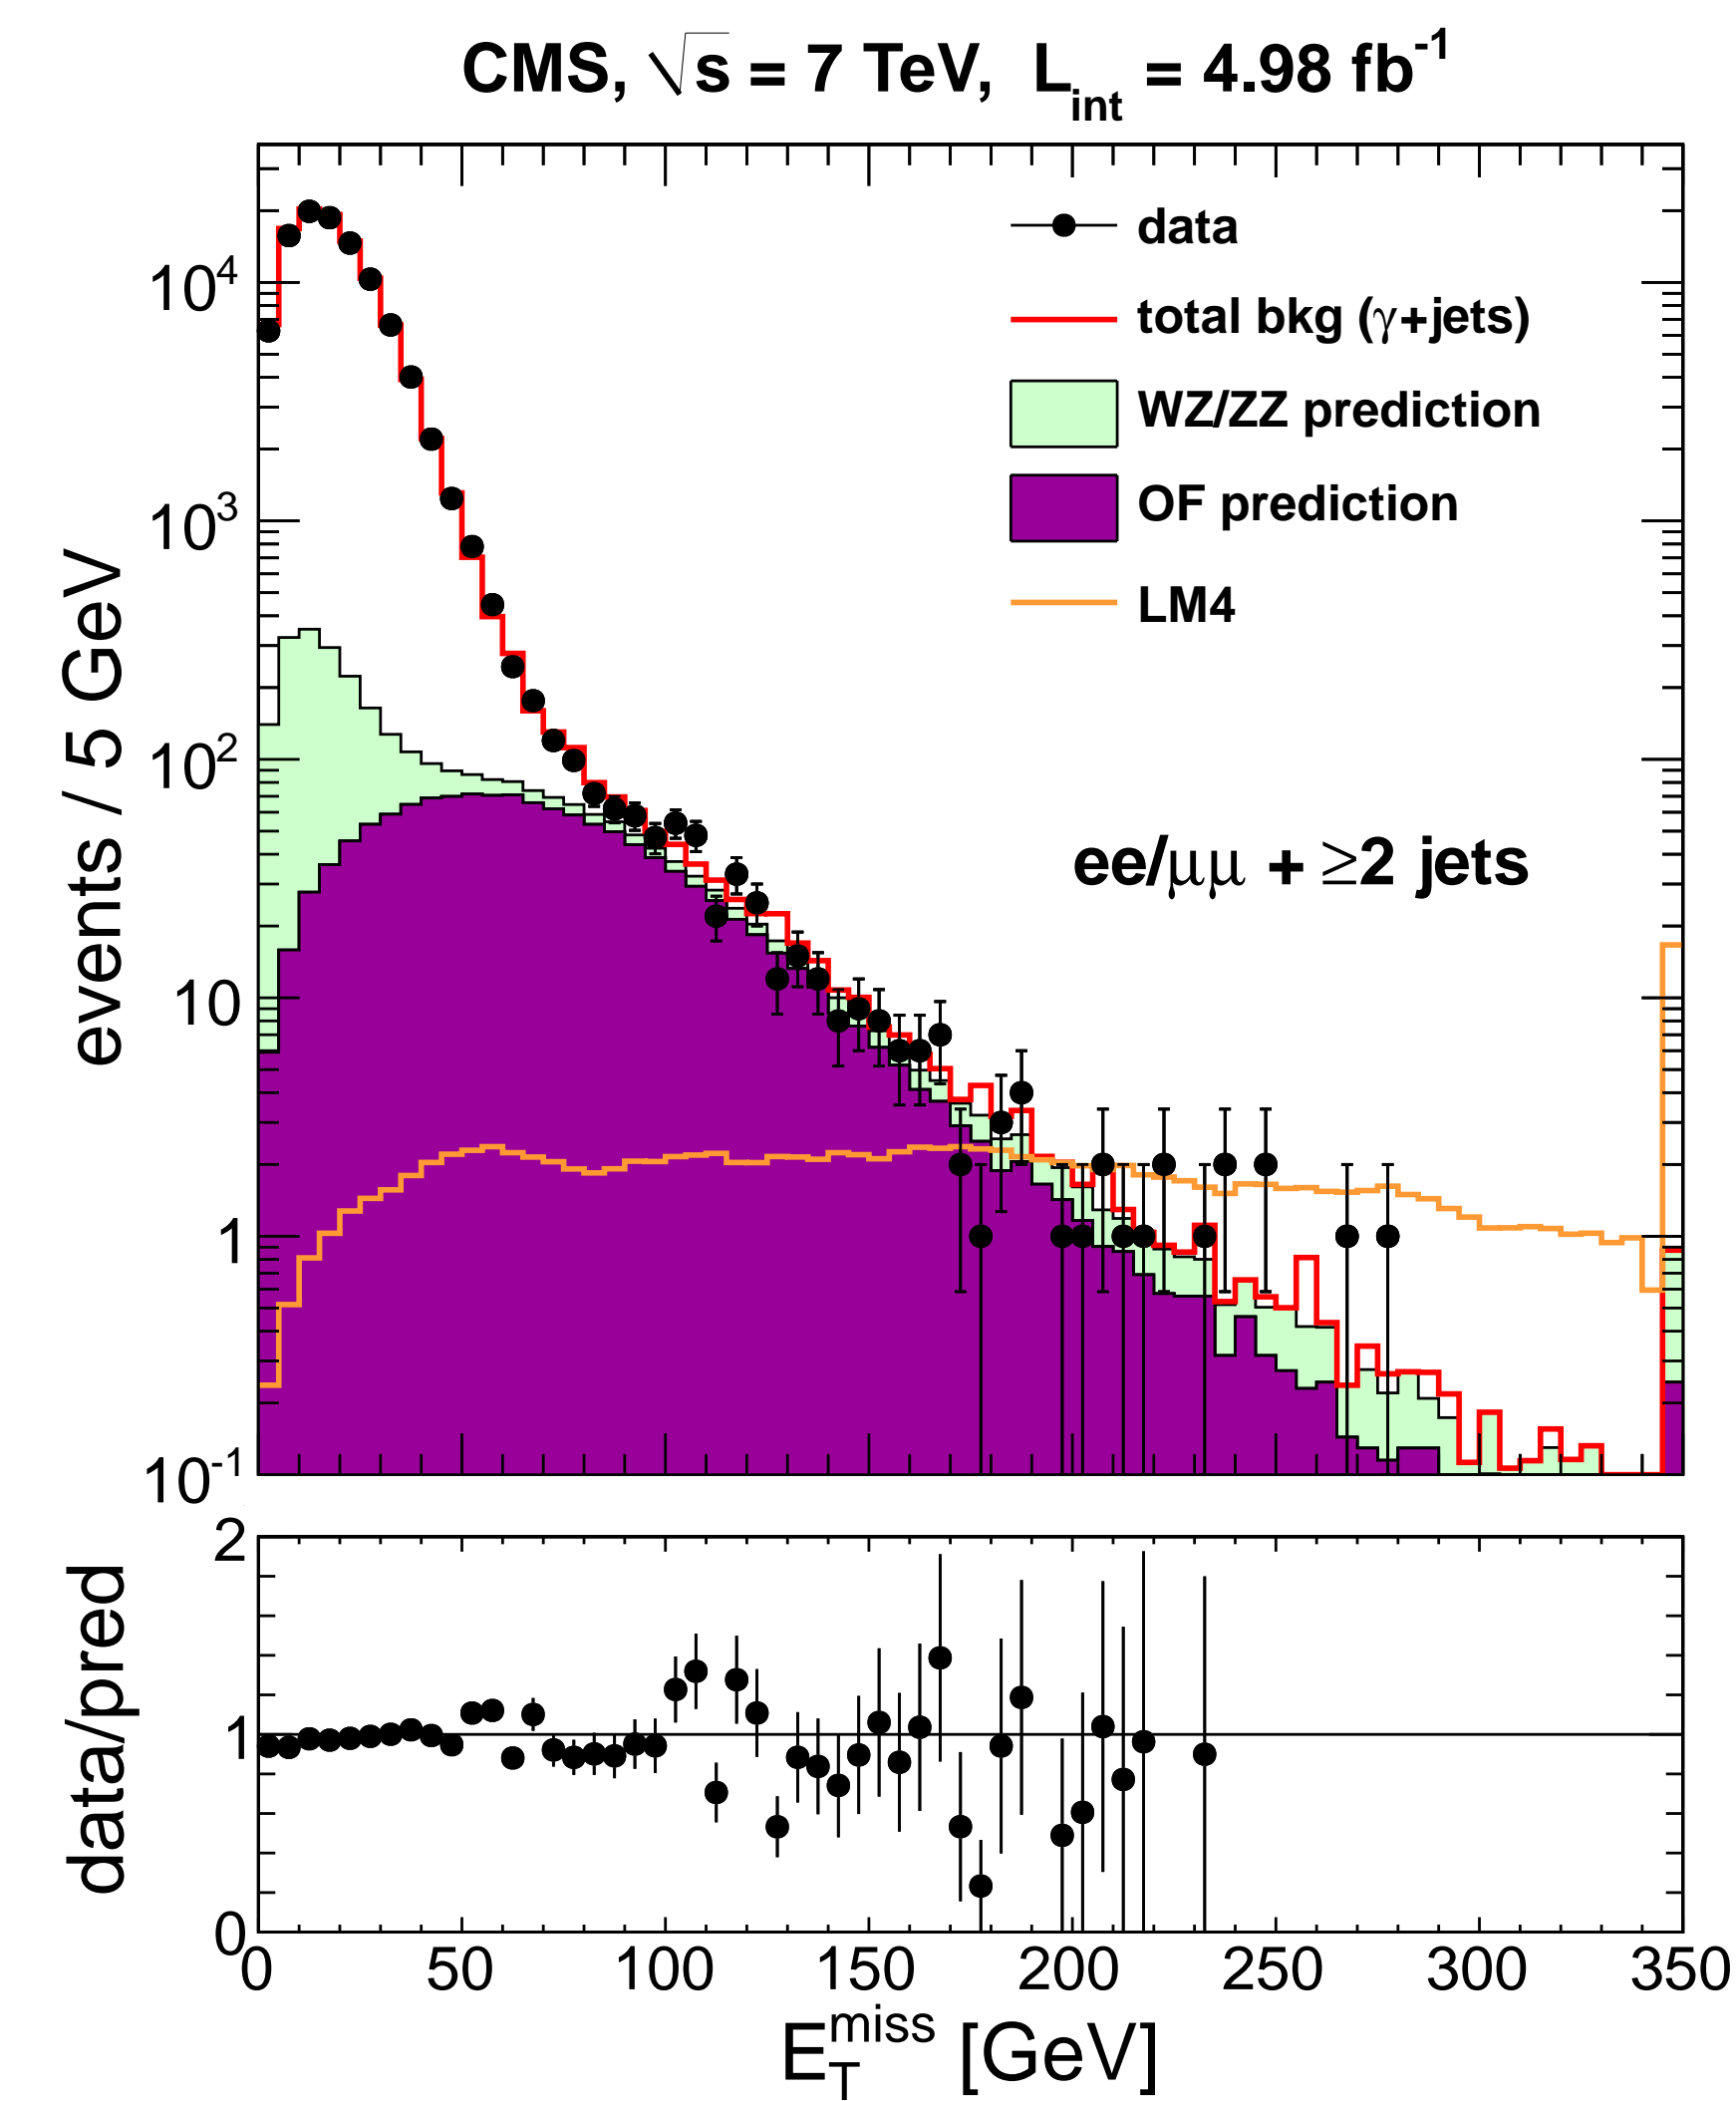 CMS, √s = 7 TeV, L_int = 4.98 fb^-1
data
total bkg (γ+jets)
WZ/ZZ prediction
OF prediction
LM4
ee/μμ + ≥2 jets
events / 5 GeV
10^4
10^3
10^2
10
1
10^-1
data/pred
2
1
0
0 50 100 150 200 250 300 350
E_T^miss [GeV]